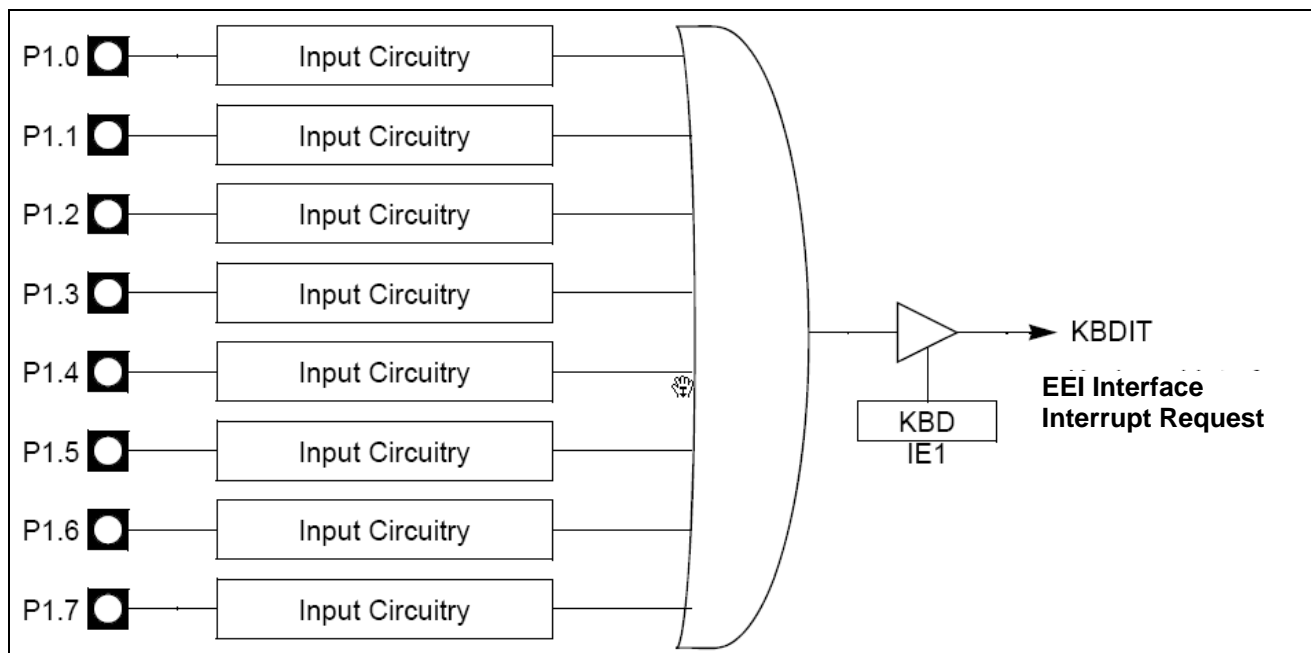 P1.0 Input Circuitry
P1.1 Input Circuitry
P1.2 Input Circuitry
P1.3 Input Circuitry
P1.4 Input Circuitry
P1.5 Input Circuitry
P1.6 Input Circuitry
P1.7 Input Circuitry
KBDIT
EEI Interface
Interrupt Request
KBD
IE1